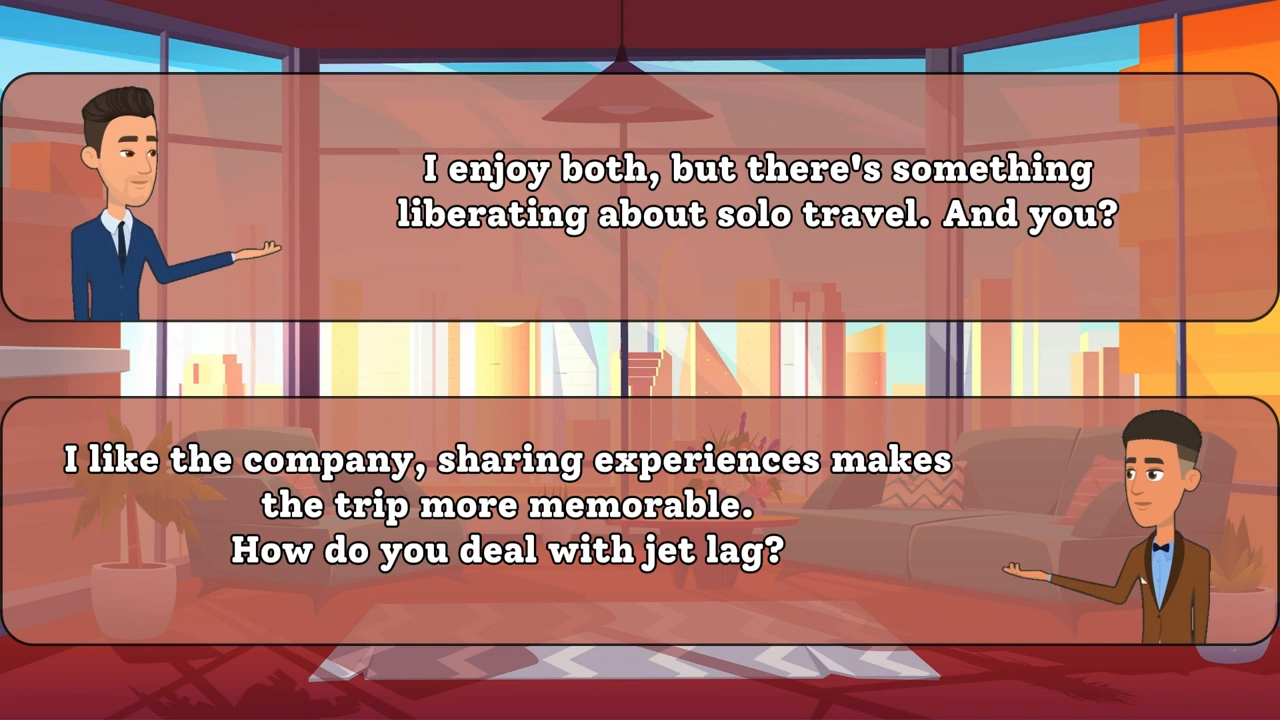 I enjoy both, but there's something
liberating about solo travel. And you?
I like the company, sharing experiences makes
the trip more memorable.
How do you deal with jet lag?